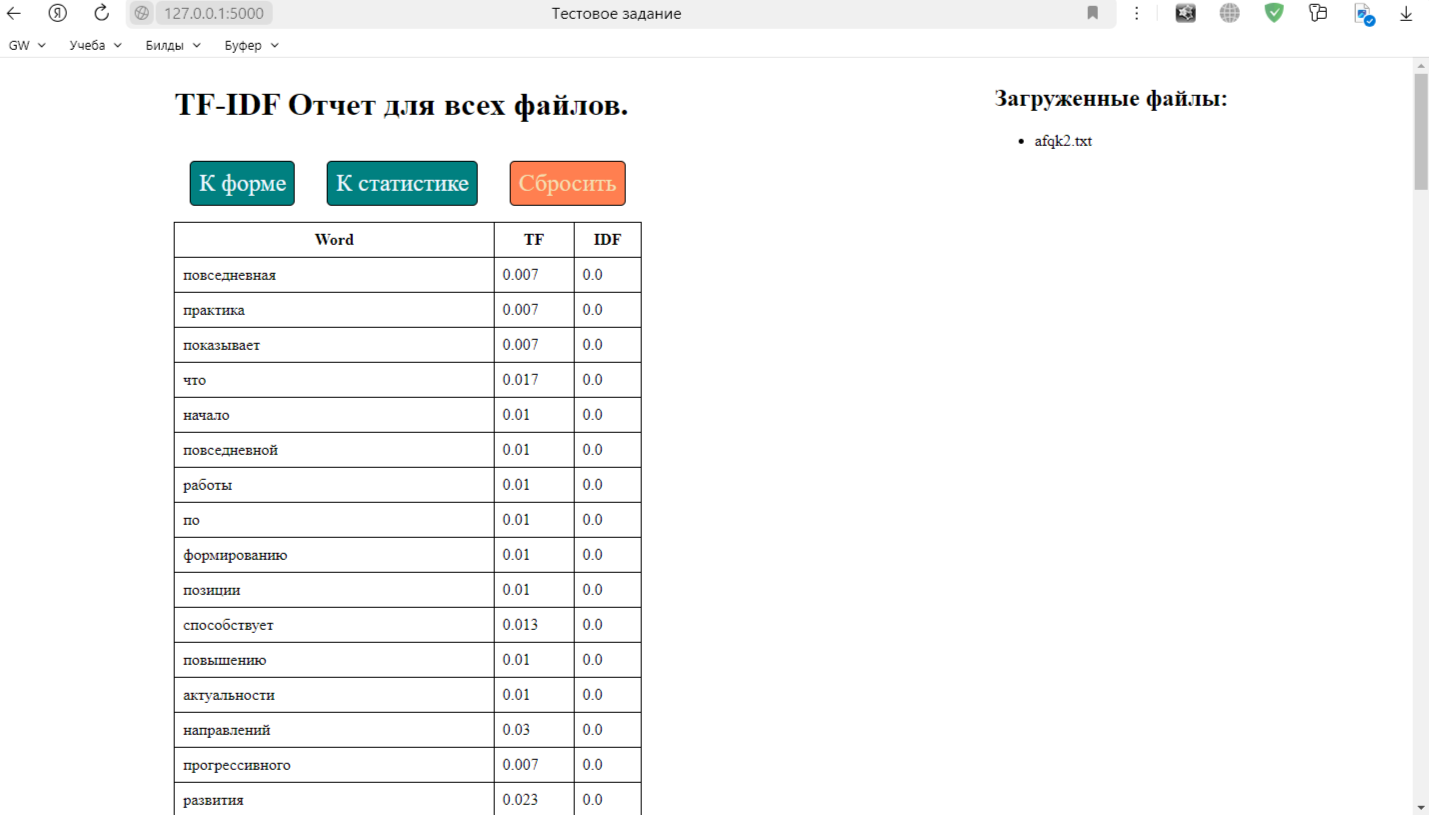 127.0.0.1:5000
Тестовое задание
GW
Учеба
Билды
Буфер
TF-IDF Отчет для всех файлов.
К форме
К статистике
Сбросить
Word TF IDF
повседневная 0.007 0.0
практика 0.007 0.0
показывает 0.007 0.0
что 0.017 0.0
начало 0.01 0.0
повседневной 0.01 0.0
работы 0.01 0.0
по 0.01 0.0
формированию 0.01 0.0
позиции 0.01 0.0
способствует 0.013 0.0
повышению 0.01 0.0
актуальности 0.01 0.0
направлений 0.03 0.0
прогрессивного 0.007 0.0
развития 0.023 0.0
Загруженные файлы:
afqk2.txt